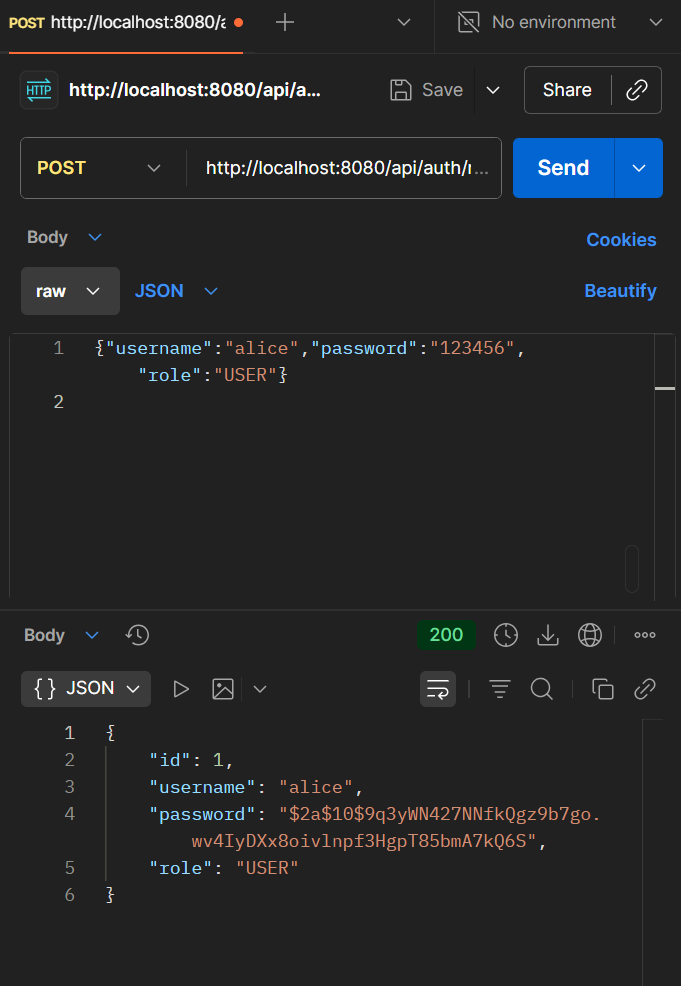 POST http://localhost:8080/a
No environment
HTTP http://localhost:8080/api/a...
Save
Share
POST
http://localhost:8080/api/auth/r...
Send
Body
Cookies
raw
JSON
Beautify
1 {"username":"alice","password":"123456",
"role":"USER"}
2
Body
200
{} JSON
1 {
2 "id": 1,
3 "username": "alice",
4 "password": "$2a$10$9q3yWN427NNfkQgz9b7go.
wv4IyDXx8oivlnpf3HgpT85bmA7kQ6S",
5 "role": "USER"
6 }